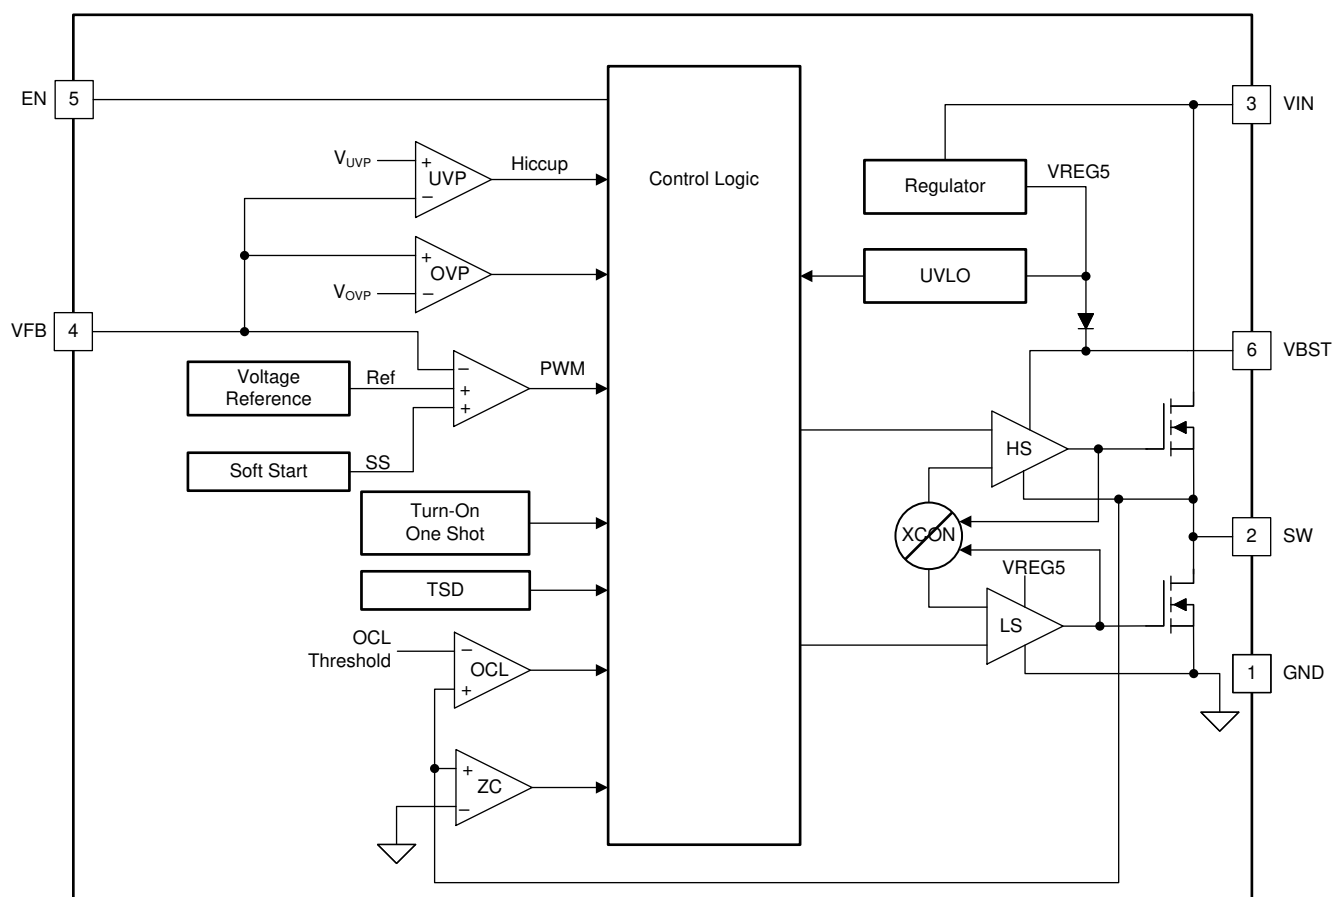 EN
5
3
VIN
V_UVP
+
UVP
−
Hiccup
Control Logic
Regulator
VREG5
+
OVP
−
V_OVP
UVLO
VFB
4
6
VBST
Voltage
Reference
Ref
−
+
+
PWM
Soft Start
SS
HS
Turn-On
One Shot
XCON
2
SW
TSD
VREG5
LS
OCL
Threshold
−
OCL
+
1
GND
+
ZC
−